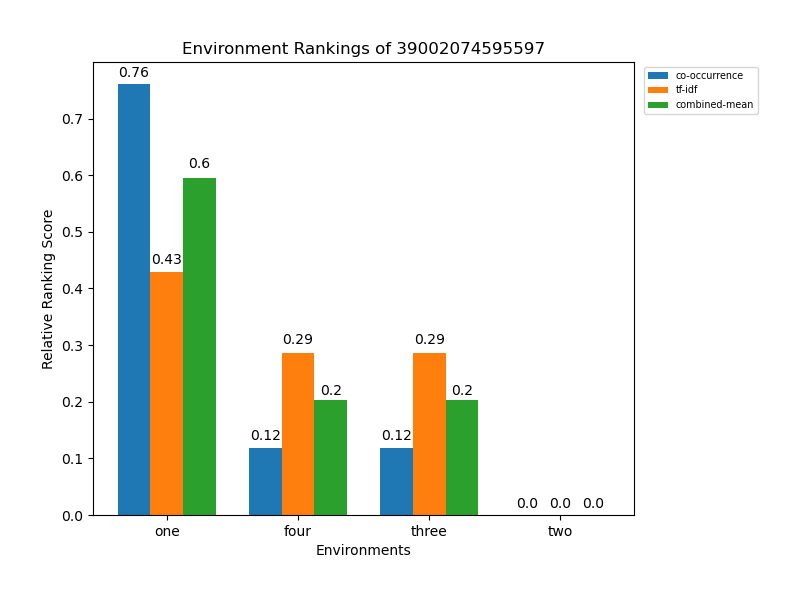 Environment Rankings of 39002074595597
co-occurrence
tf-idf
combined-mean
0.76
0.43
0.6
0.12
0.29
0.2
0.12
0.29
0.2
0.0 0.0 0.0
Relative Ranking Score
0.7
0.6
0.5
0.4
0.3
0.2
0.1
0.0
one four three two
Environments